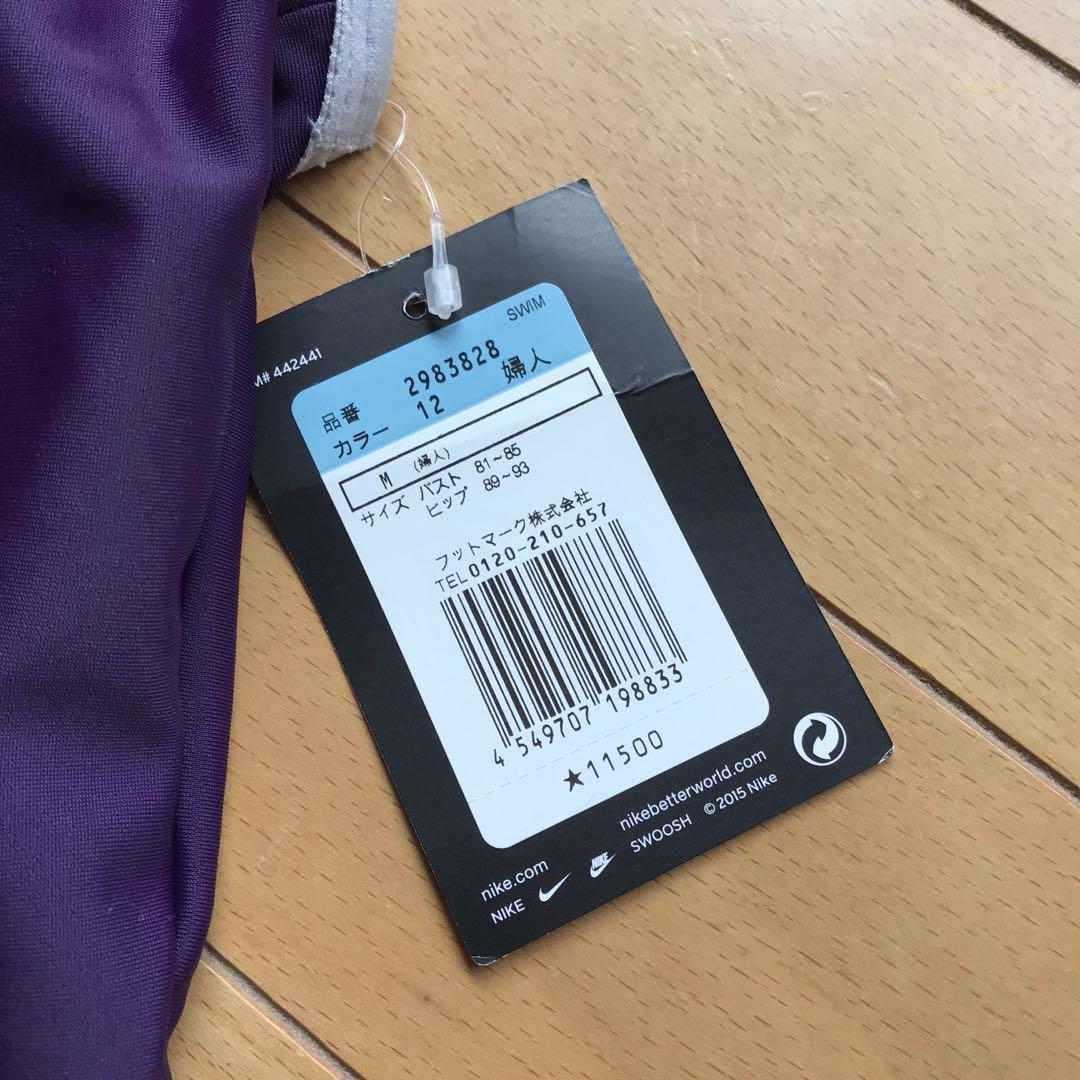 M# 442441
SWIM
品番 2983828
カラー 12 婦人
M (婦人)
サイズ バスト 81~85
ヒップ 89~93
フットマーク株式会社
TEL0120-210-657
4 549707 198833
★11500
nikebetterworld.com
SWOOSH © 2015 Nike
nike.com
NIKE
NIKE